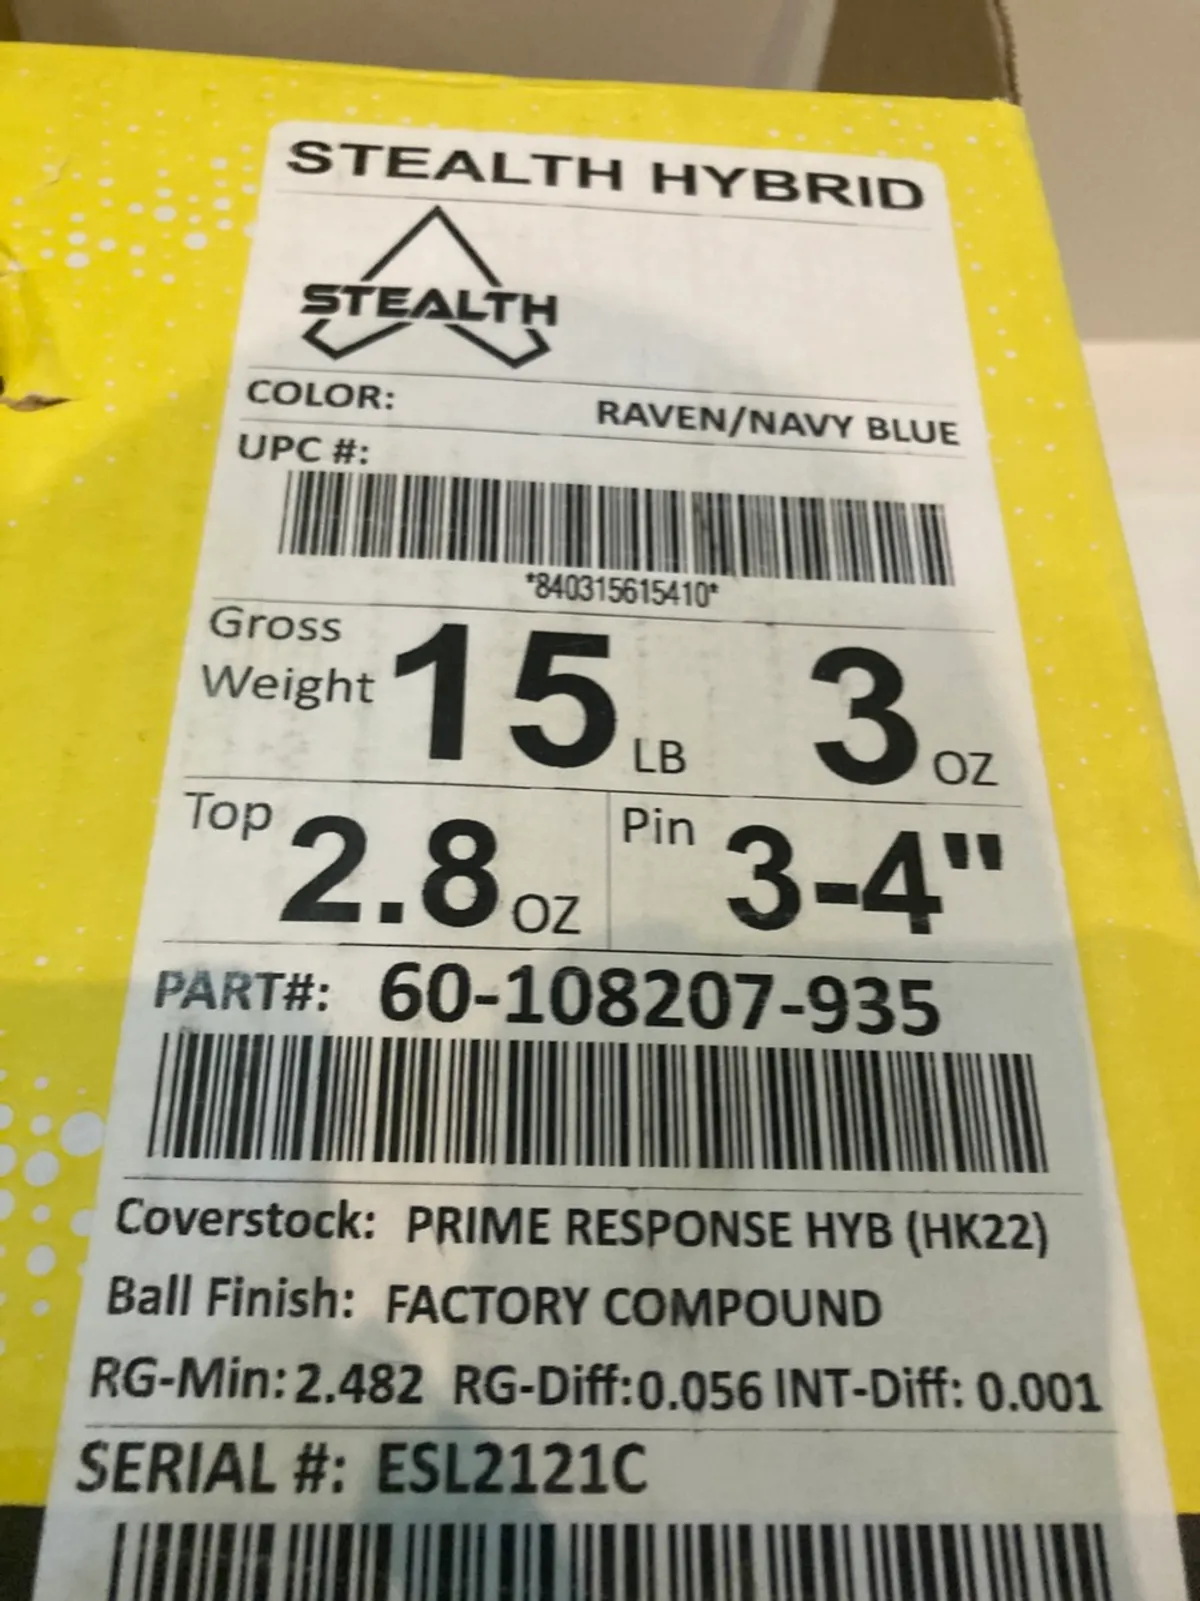 STEALTH HYBRID
STEALTH
COLOR: RAVEN/NAVY BLUE
UPC #:
*840315615410*
Gross Weight 15 LB 3 OZ
Top 2.8 OZ Pin 3-4"
PART#: 60-108207-935
Coverstock: PRIME RESPONSE HYB (HK22)
Ball Finish: FACTORY COMPOUND
RG-Min: 2.482 RG-Diff: 0.056 INT-Diff: 0.001
SERIAL #: ESL2121C